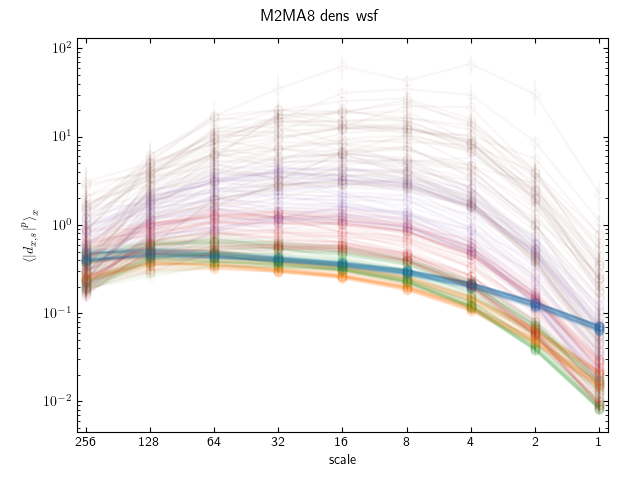 M2MA8 dens wsf
⟨|d_{x,s}|^p⟩_x
10^2
10^1
10^0
10^{-1}
10^{-2}
256 128 64 32 16 8 4 2 1
scale